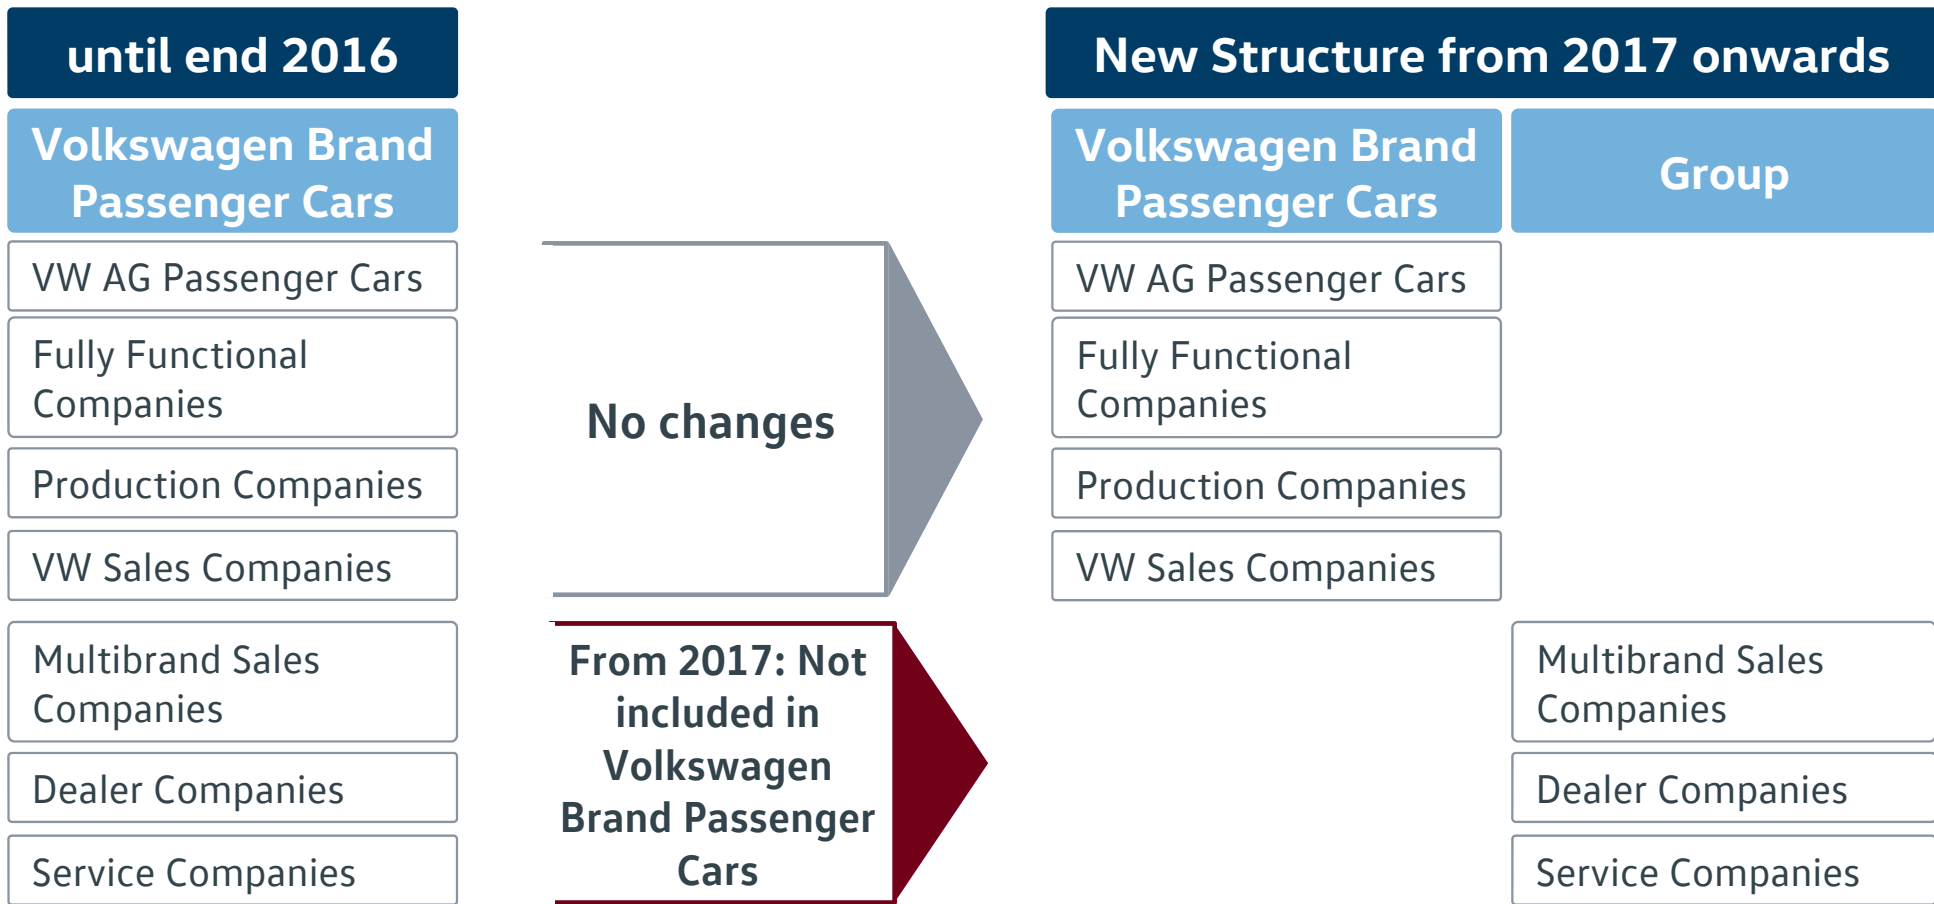 until end 2016
Volkswagen Brand
Passenger Cars
VW AG Passenger Cars
Fully Functional
Companies
Production Companies
VW Sales Companies
Multibrand Sales
Companies
Dealer Companies
Service Companies
No changes
From 2017: Not
included in
Volkswagen
Brand Passenger
Cars
New Structure from 2017 onwards
Volkswagen Brand
Passenger Cars
VW AG Passenger Cars
Fully Functional
Companies
Production Companies
VW Sales Companies
Group
Multibrand Sales
Companies
Dealer Companies
Service Companies